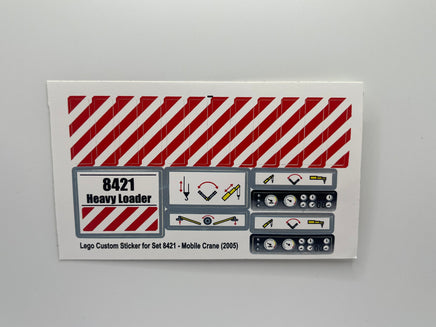 8421
Heavy Loader
Lego Custom Sticker for Set 8421 - Mobile Crane (2005)